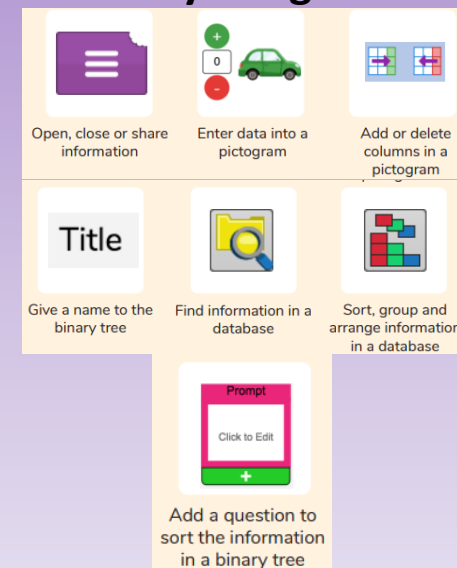 Open, close or share
information
+
0
-
Enter data into a
pictogram
Add or delete
columns in a
pictogram
Title
Give a name to the
binary tree
Find information in a
database
Sort, group and
arrange information
in a database
Prompt
Click to Edit
+
Add a question to
sort the information
in a binary tree